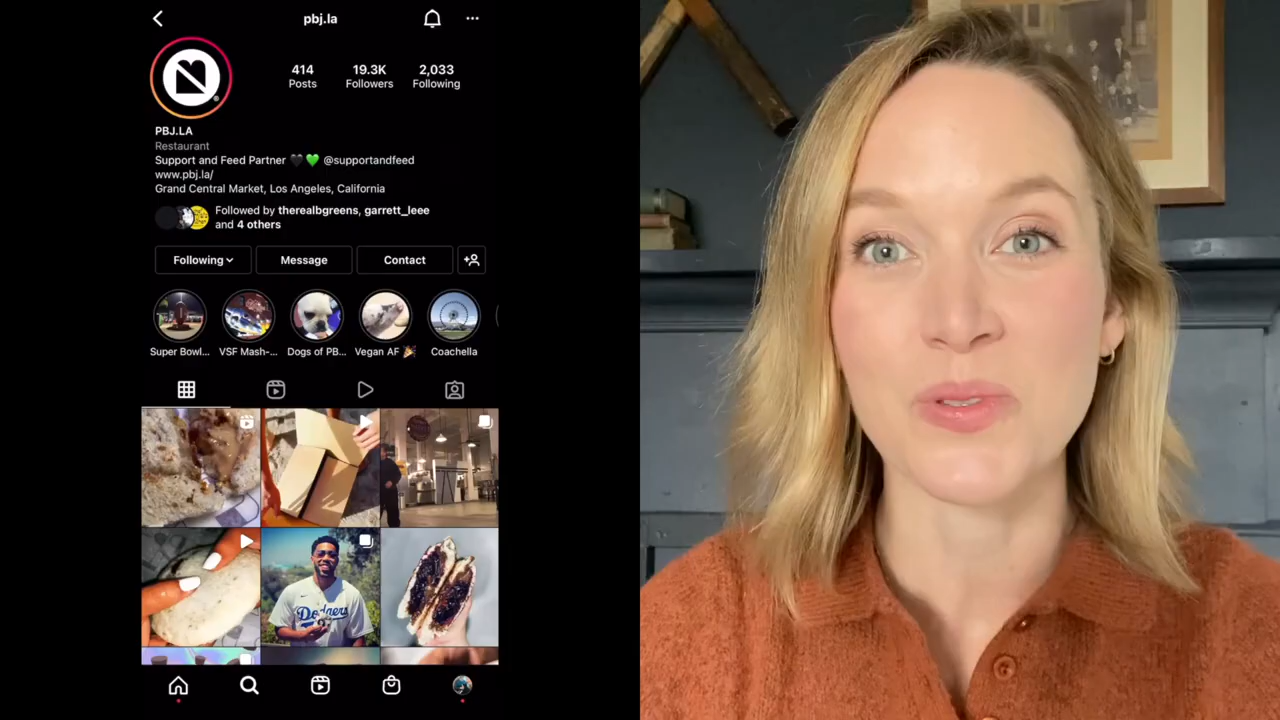 pbj.la
414
Posts
19.3K
Followers
2,033
Following
PBJ.LA
Restaurant
Support and Feed Partner 🖤 💚 @supportandfeed
www.pbj.la/
Grand Central Market, Los Angeles, California
Followed by therealbgreens, garrett_leee
and 4 others
Following
Message
Contact
Super Bowl...
VSF Mash-...
Dogs of PB...
Vegan AF 🎉
Coachella
Dodgers